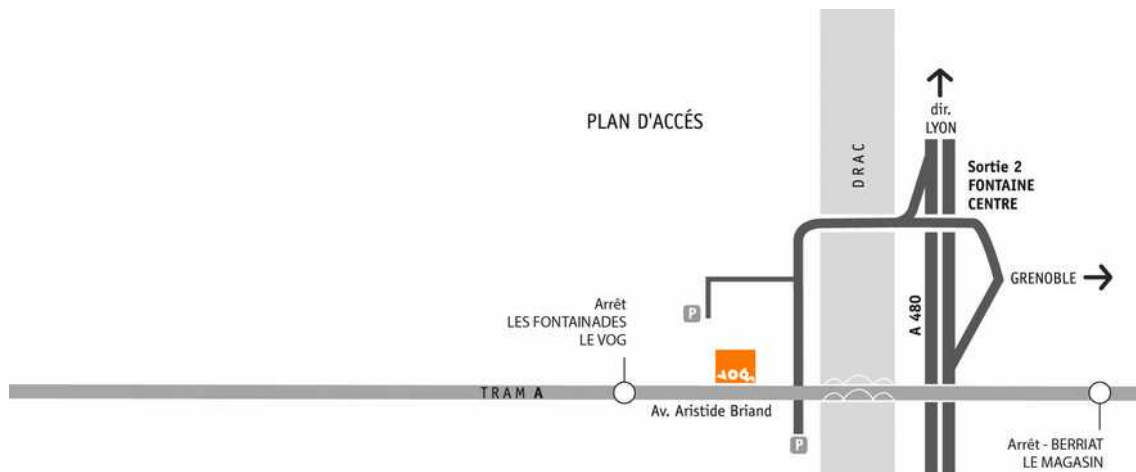 PLAN D'ACCÉS
dir.
LYON
DRAC
Sortie 2
FONTAINE
CENTRE
GRENOBLE
A 480
P
Arrêt
LES FONTAINADES
LE VOG
VOG
TRAM A
Av. Aristide Briand
P
Arrêt - BERRIAT
LE MAGASIN